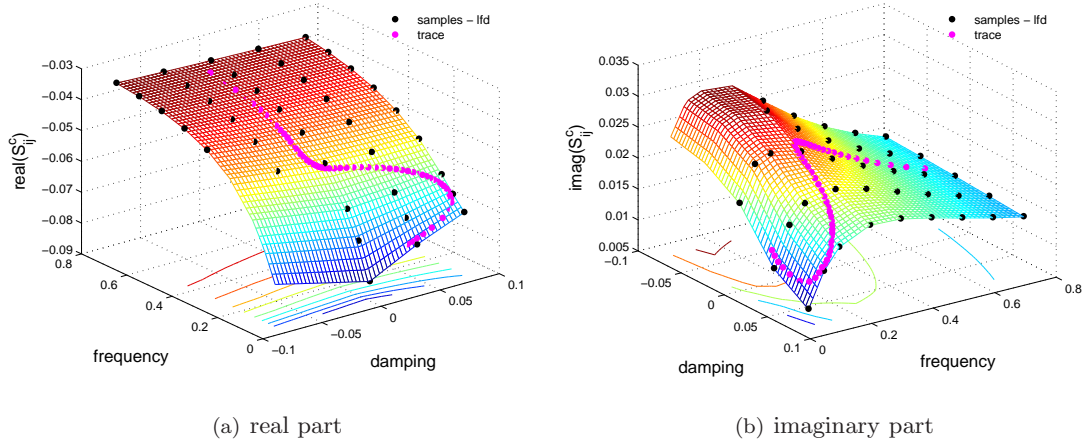 samples − lfd
trace
−0.03
−0.04
−0.05
−0.06
−0.07
−0.08
−0.09
real(S^c_ij)
0.8
0.6
0.4
0.2
0
frequency
−0.1
−0.05
0
0.05
0.1
damping
(a) real part
samples − lfd
trace
0.035
0.03
0.025
0.02
0.015
0.01
0.005
imag(S^c_ij)
−0.1
−0.05
0
0.05
0.1
damping
0
0.2
0.4
0.6
0.8
frequency
(b) imaginary part